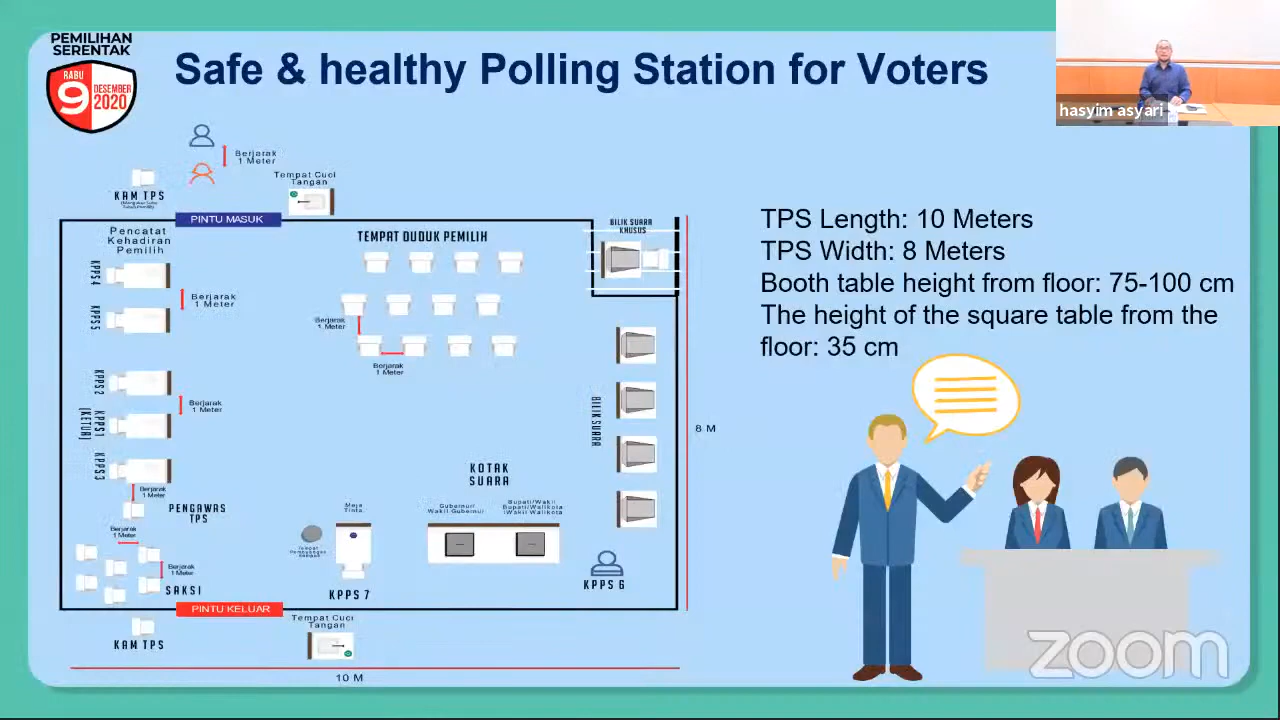 PEMILIHAN
SERENTAK
RABU
9
DESEMBER
2020
Safe & healthy Polling Station for Voters
hasyim asyari
Berjarak
1 Meter
KAM TPS
Tempat Cuci
Tangan
PINTU MASUK
Pencatat
Kehadiran
Pemilih
TEMPAT DUDUK PEMILIH
BILIK SUARA
KHUSUS
KPPS4
Berjarak
1 Meter
KPPS5
Berjarak
1 Meter
Berjarak
1 Meter
KPPS2
Berjarak
1 Meter
KPPS1
(KETUA)
KPPS3
BILIK SUARA
8 M
Berjarak
1 Meter
PENGAWAS
TPS
KOTAK
SUARA
Gubernur/
Wakil Gubernur
Bupati/Wakil
Bupati/Walikota
/Wakil Walikota
Meja
Tinta
Tempat
Berjarak
1 Meter
Berjarak
1 Meter
SAKSI
KPPS 7
KPPS 6
PINTU KELUAR
KAM TPS
Tempat Cuci
Tangan
10 M
TPS Length: 10 Meters
TPS Width: 8 Meters
Booth table height from floor: 75-100 cm
The height of the square table from the
floor: 35 cm
zoom